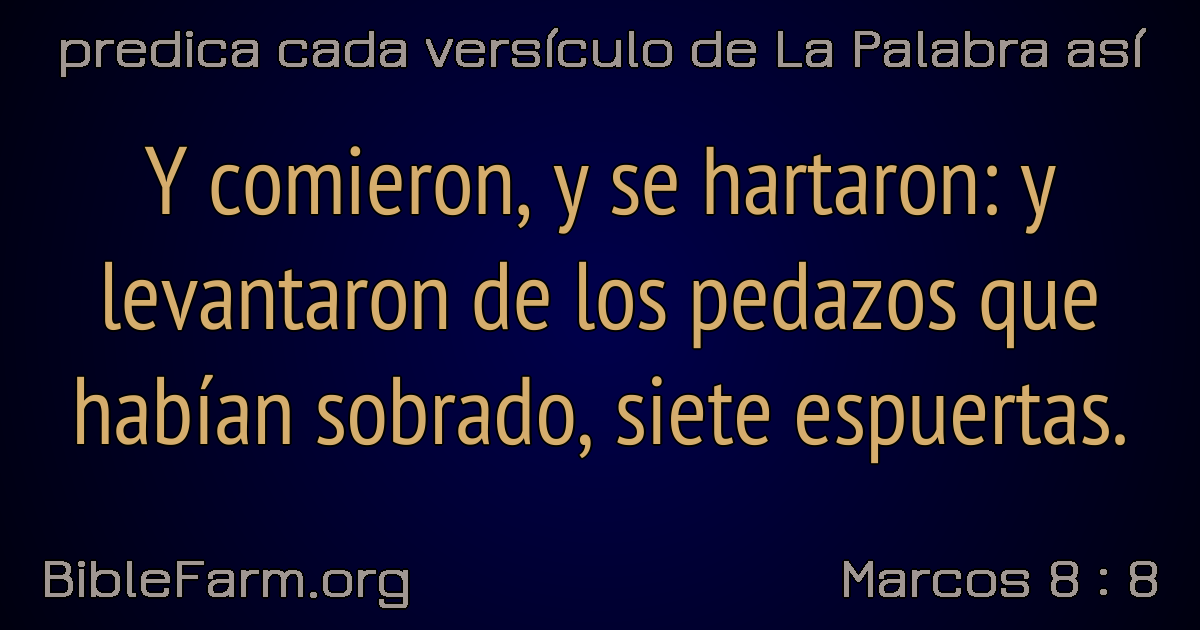 predica cada versículo de La Palabra así
Y comieron, y se hartaron: y
levantaron de los pedazos que
habían sobrado, siete espuertas.
BibleFarm.org
Marcos 8 : 8